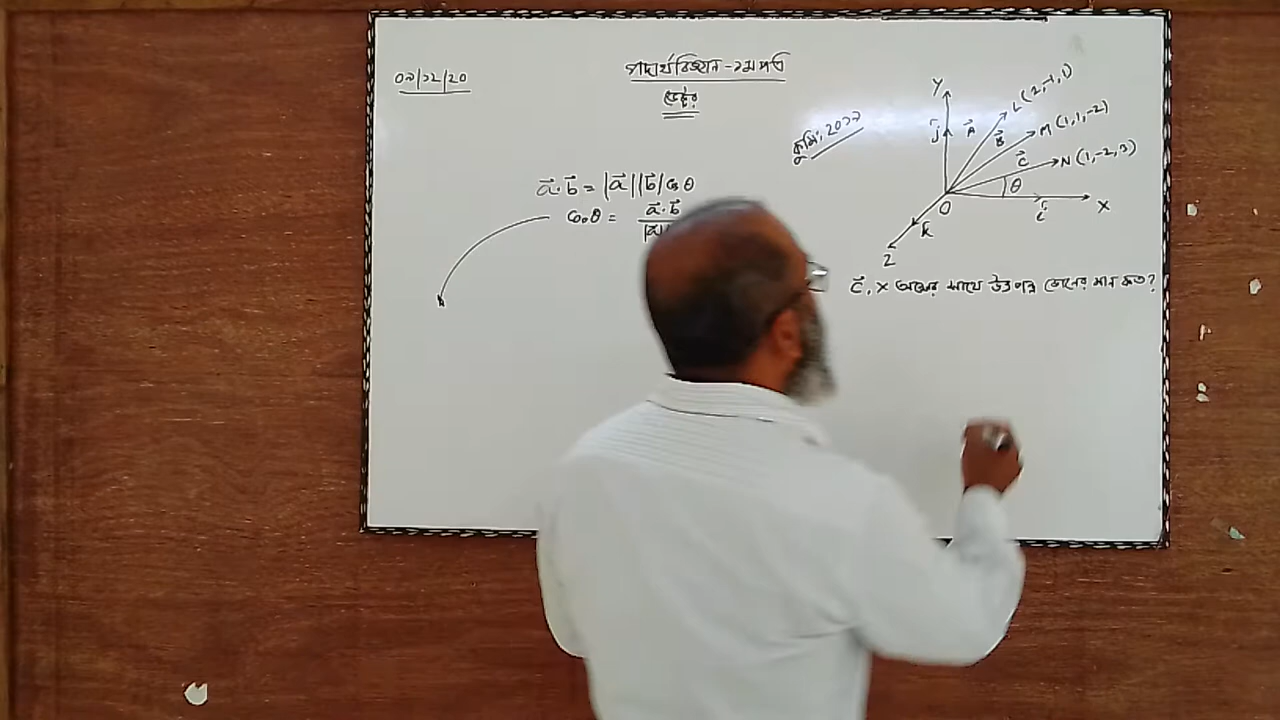 ০৯/১২/২০
পদার্থবিজ্ঞান - ১ম পত্র
ভেক্টর
কুমি: ২০১৭
Y
j
A⃗
L (2, -1, 1)
B⃗
M (1, 1, -2)
C⃗
N (1, -2, 3)
θ
O
î
X
k̂
Z
a⃗·b⃗ = |a⃗| |b⃗| cos θ
cos θ = a⃗·b⃗
C⃗, X অক্ষের সাথে উৎপন্ন কোনের মান কত?